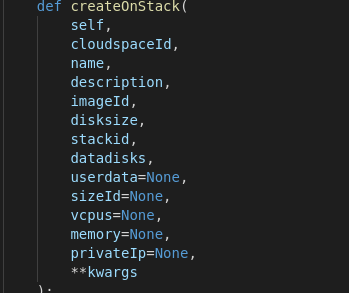 def createOnStack(
self,
cloudspaceId,
name,
description,
imageId,
disksize,
stackid,
datadisks,
userdata=None,
sizeId=None,
vcpus=None,
memory=None,
privateIp=None,
**kwargs
):